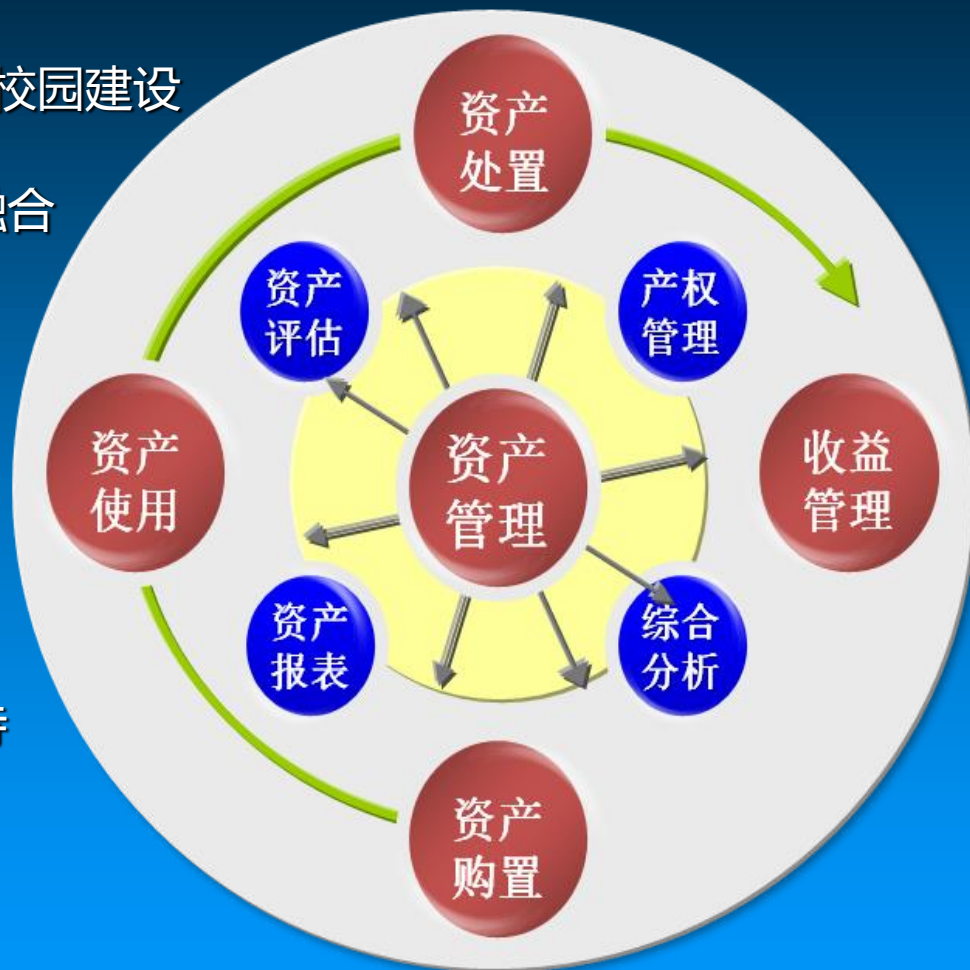 校园建设
资产
处置
融合
资产
评估
产权
管理
资产
使用
资产
管理
收益
管理
资产
报表
综合
分析
资产
购置